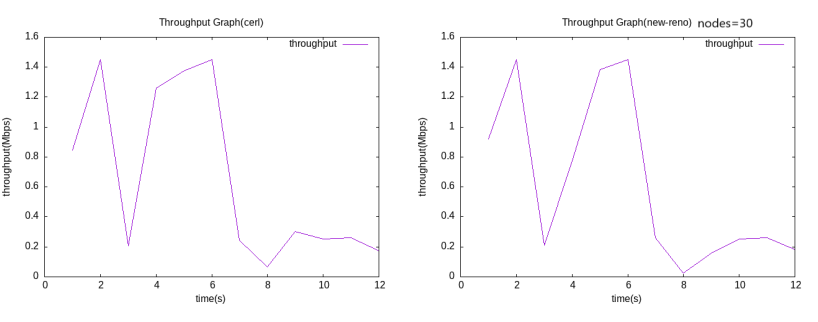 Throughput Graph(cerl)
throughput
throughput(Mbps)
1.6
1.4
1.2
1
0.8
0.6
0.4
0.2
0
0 2 4 6 8 10 12
time(s)
Throughput Graph(new-reno) nodes=30
throughput
throughput(Mbps)
1.6
1.4
1.2
1
0.8
0.6
0.4
0.2
0
0 2 4 6 8 10 12
time(s)